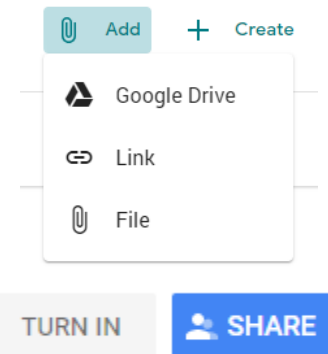 Add Create
Google Drive
Link
File
TURN IN SHARE